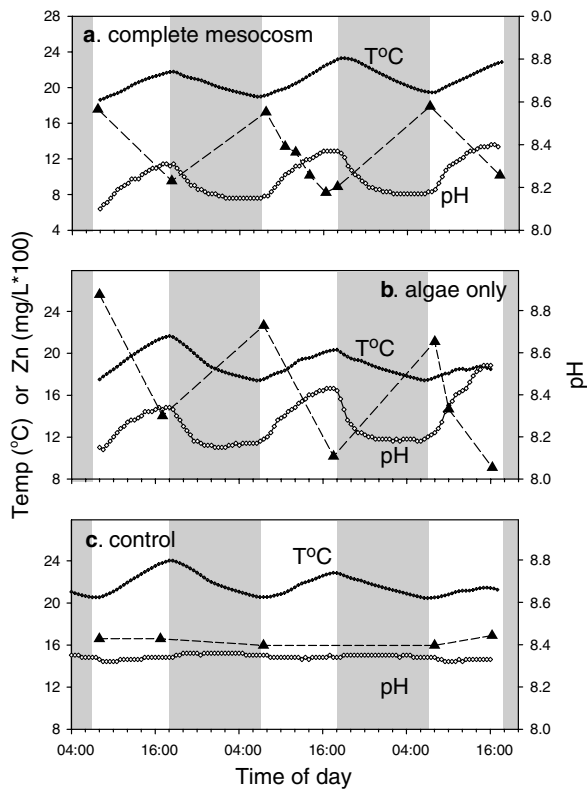 28
24
20
16
12
8
4
9.0
8.8
8.6
8.4
8.2
8.0
a. complete mesocosm
T°C
pH
24
20
16
12
8
8.8
8.6
8.4
8.2
8.0
b. algae only
T°C
pH
24
20
16
12
8
8.8
8.6
8.4
8.2
8.0
c. control
T°C
pH
Temp (°C) or Zn (mg/L*100)
pH
04:00 16:00 04:00 16:00 04:00 16:00
Time of day